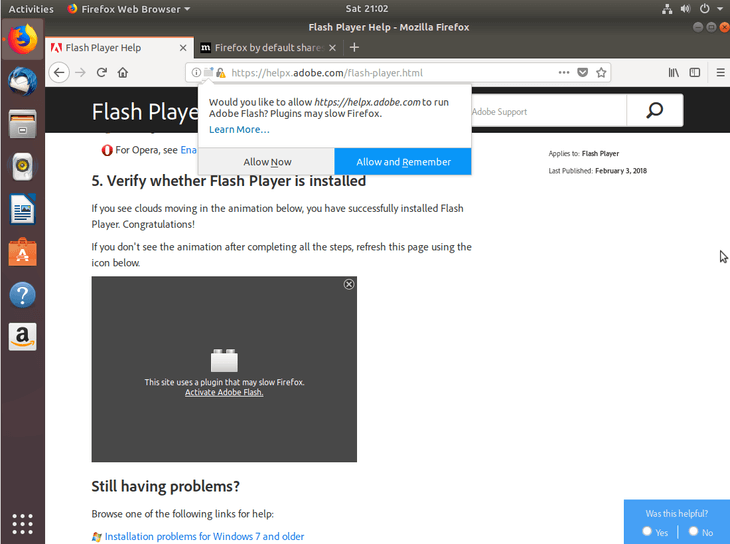 Activities
Firefox Web Browser
Sat 21:02
Flash Player Help - Mozilla Firefox
Flash Player Help
Firefox by default share
https://helpx.adobe.com/flash-player.html
Would you like to allow https://helpx.adobe.com to run
Adobe Flash? Plugins may slow Firefox.
Learn More…
Allow Now
Allow and Remember
Flash Playe
Adobe Support
For Opera, see Ena
Applies to: Flash Player
Last Published: February 3, 2018
5. Verify whether Flash Player is installed
If you see clouds moving in the animation below, you have successfully installed Flash
Player. Congratulations!
If you don't see the animation after completing all the steps, refresh this page using the
icon below.
This site uses a plugin that may slow Firefox.
Activate Adobe Flash.
Still having problems?
Browse one of the following links for help:
Installation problems for Windows 7 and older
Was this helpful?
Yes
No